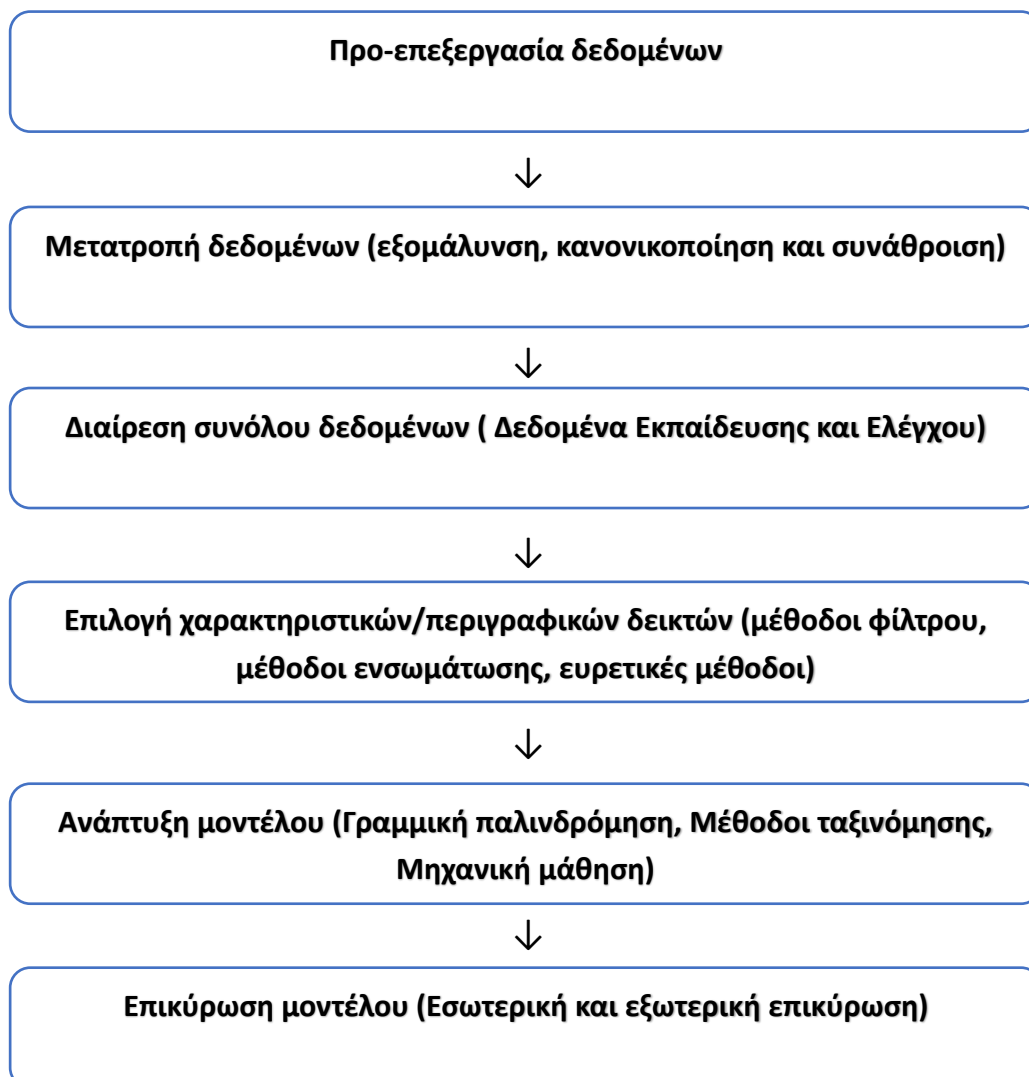 Προ-επεξεργασία δεδομένων
↓
Μετατροπή δεδομένων (εξομάλυνση, κανονικοποίηση και συνάθροιση)
↓
Διαίρεση συνόλου δεδομένων ( Δεδομένα Εκπαίδευσης και Ελέγχου)
↓
Επιλογή χαρακτηριστικών/περιγραφικών δεικτών (μέθοδοι φίλτρου,
μέθοδοι ενσωμάτωσης, ευρετικές μέθοδοι)
↓
Ανάπτυξη μοντέλου (Γραμμική παλινδρόμηση, Μέθοδοι ταξινόμησης,
Μηχανική μάθηση)
↓
Επικύρωση μοντέλου (Εσωτερική και εξωτερική επικύρωση)